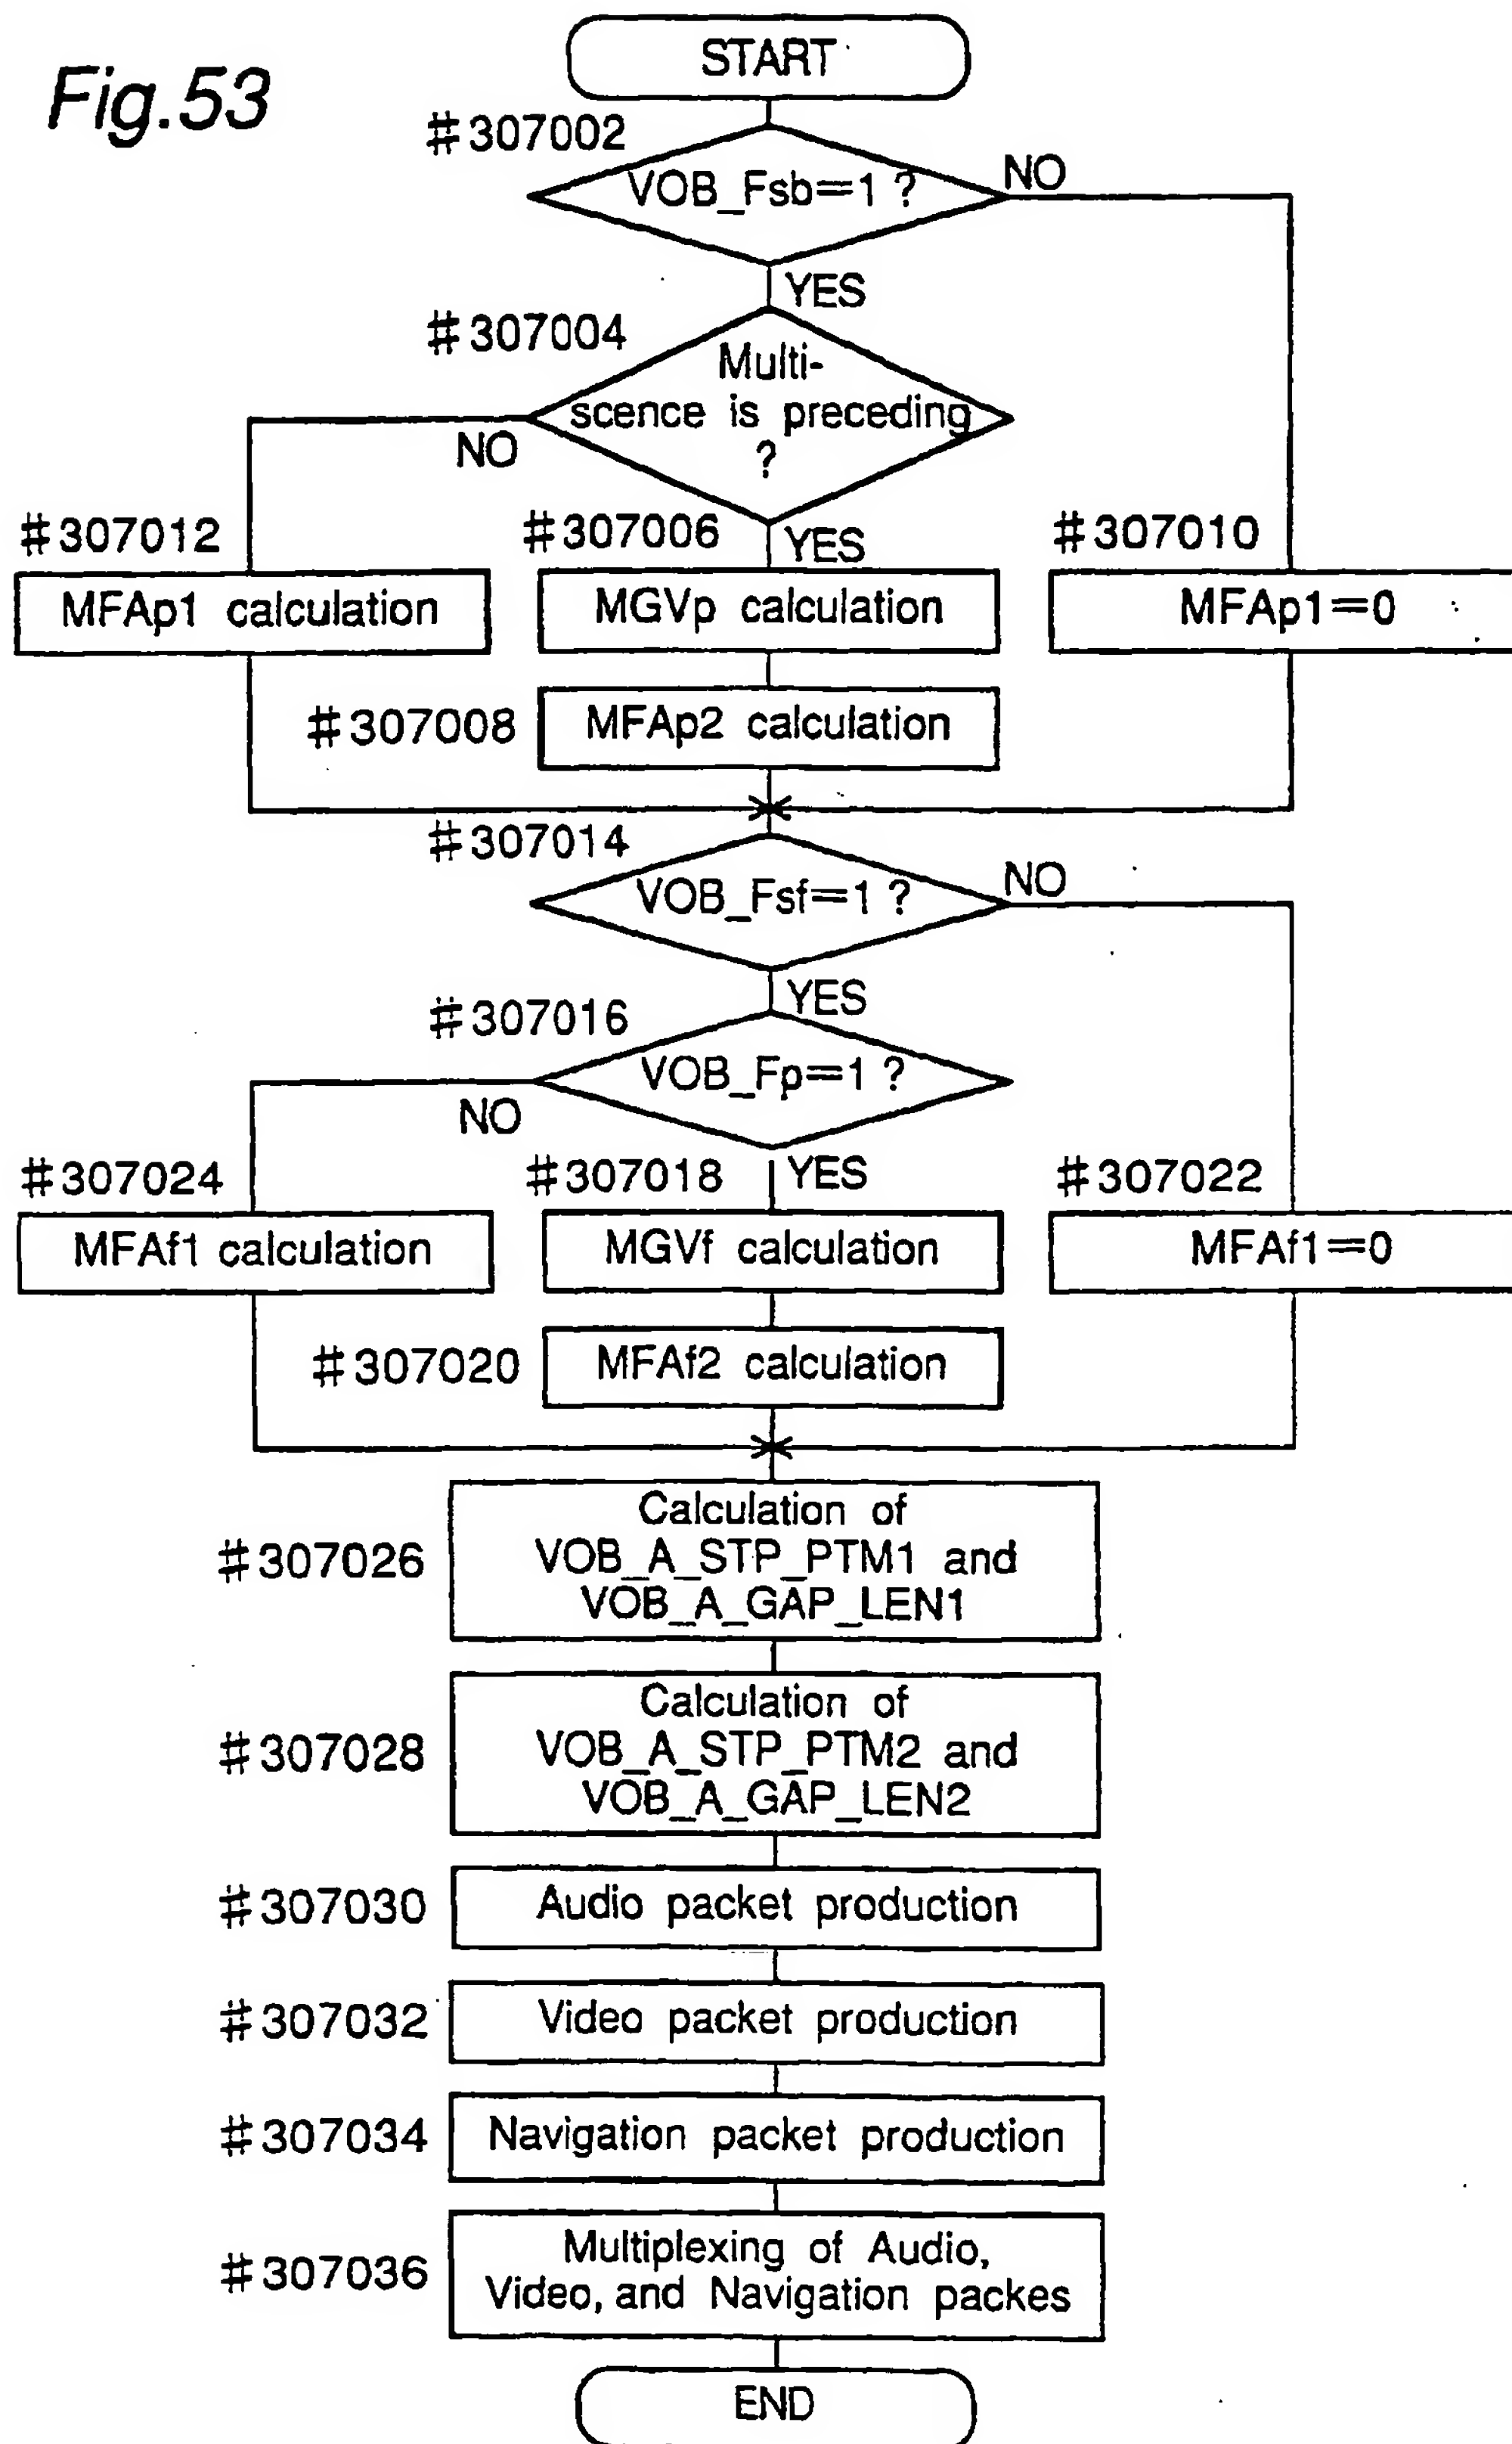 Fig.53
START
#307002
VOB_Fsb=1 ?
NO
YES
#307004
Multi-
scence is preceding
?
NO
YES
#307012
#307006
#307010
MFAp1 calculation
MGVp calculation
MFAp1=0
#307008
MFAp2 calculation
#307014
VOB_Fsf=1 ?
NO
YES
#307016
VOB_Fp=1 ?
NO
YES
#307024
#307018
#307022
MFAf1 calculation
MGVf calculation
MFAf1=0
#307020
MFAf2 calculation
#307026
Calculation of
VOB_A_STP_PTM1 and
VOB_A_GAP_LEN1
#307028
Calculation of
VOB_A_STP_PTM2 and
VOB_A_GAP_LEN2
#307030
Audio packet production
#307032
Video packet production
#307034
Navigation packet production
#307036
Multiplexing of Audio,
Video, and Navigation packes
END